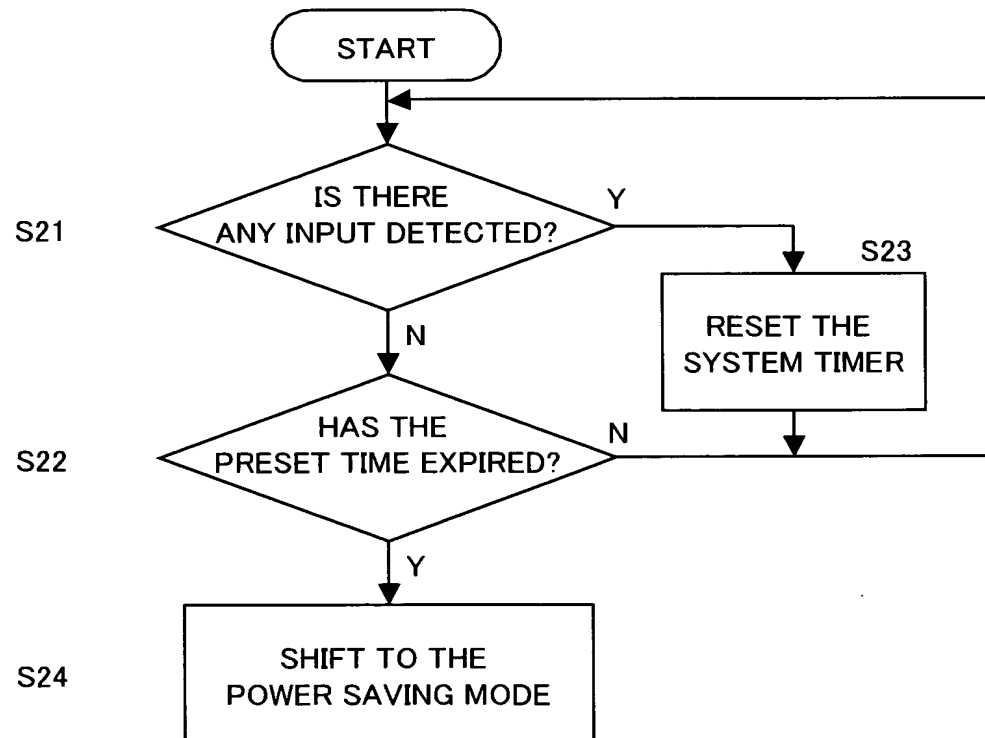 START
IS THERE
ANY INPUT DETECTED?
Y
S21
S23
RESET THE
SYSTEM TIMER
N
HAS THE
PRESET TIME EXPIRED?
N
S22
Y
SHIFT TO THE
POWER SAVING MODE
S24